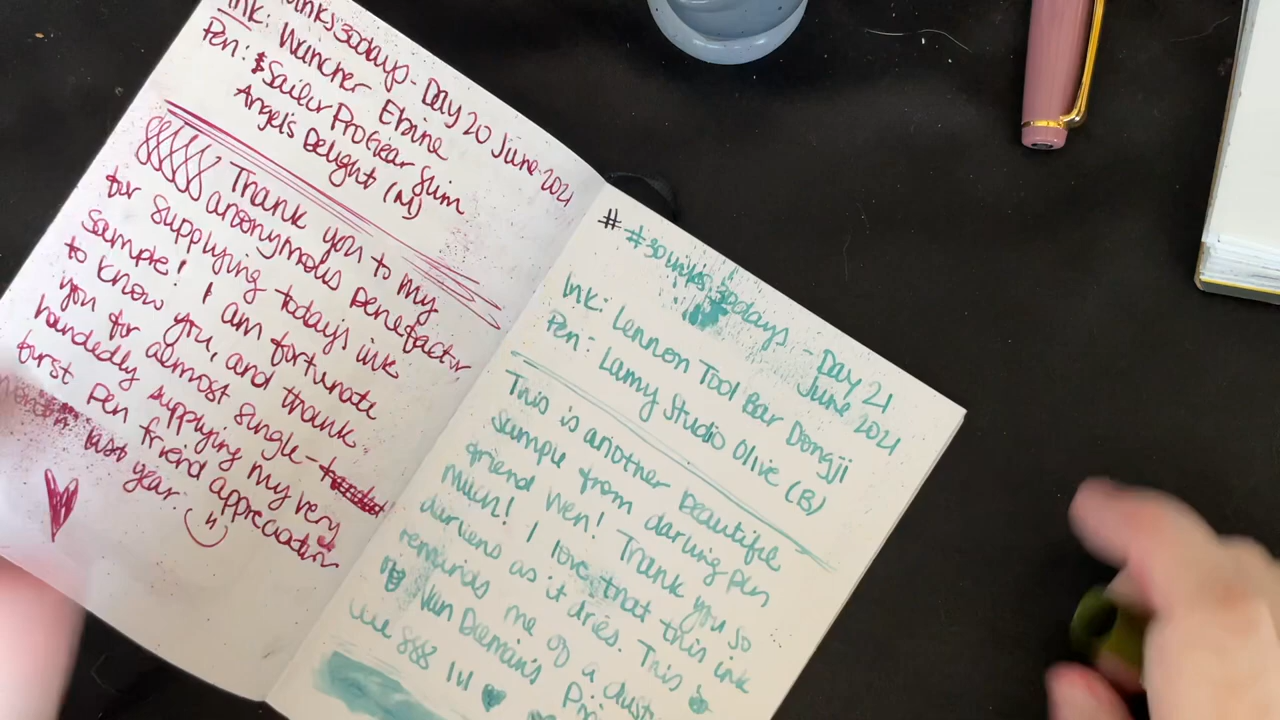 inks30days - Day 20 June 2021
Ink: Wancher Ebine
Pen: Sailor ProGear Slim
Angel's Delight (M)
Thank you to my
anonymous benefactor
for supplying today's ink
sample! I am fortunate
to know you, and thank
you for almost single-
handedly supplying my very
first pen friend appreciation
last year.
# #30inks30days - Day 21
June 2021
Ink: Lennon Tool Bar Dongji
Pen: Lamy Studio Olive (B)
This is another beautiful
sample from darling pen
friend Wen! Thank you so
much! I love that this ink
darkens as it dries. This
reminds me of a dusty
Van Diemen's